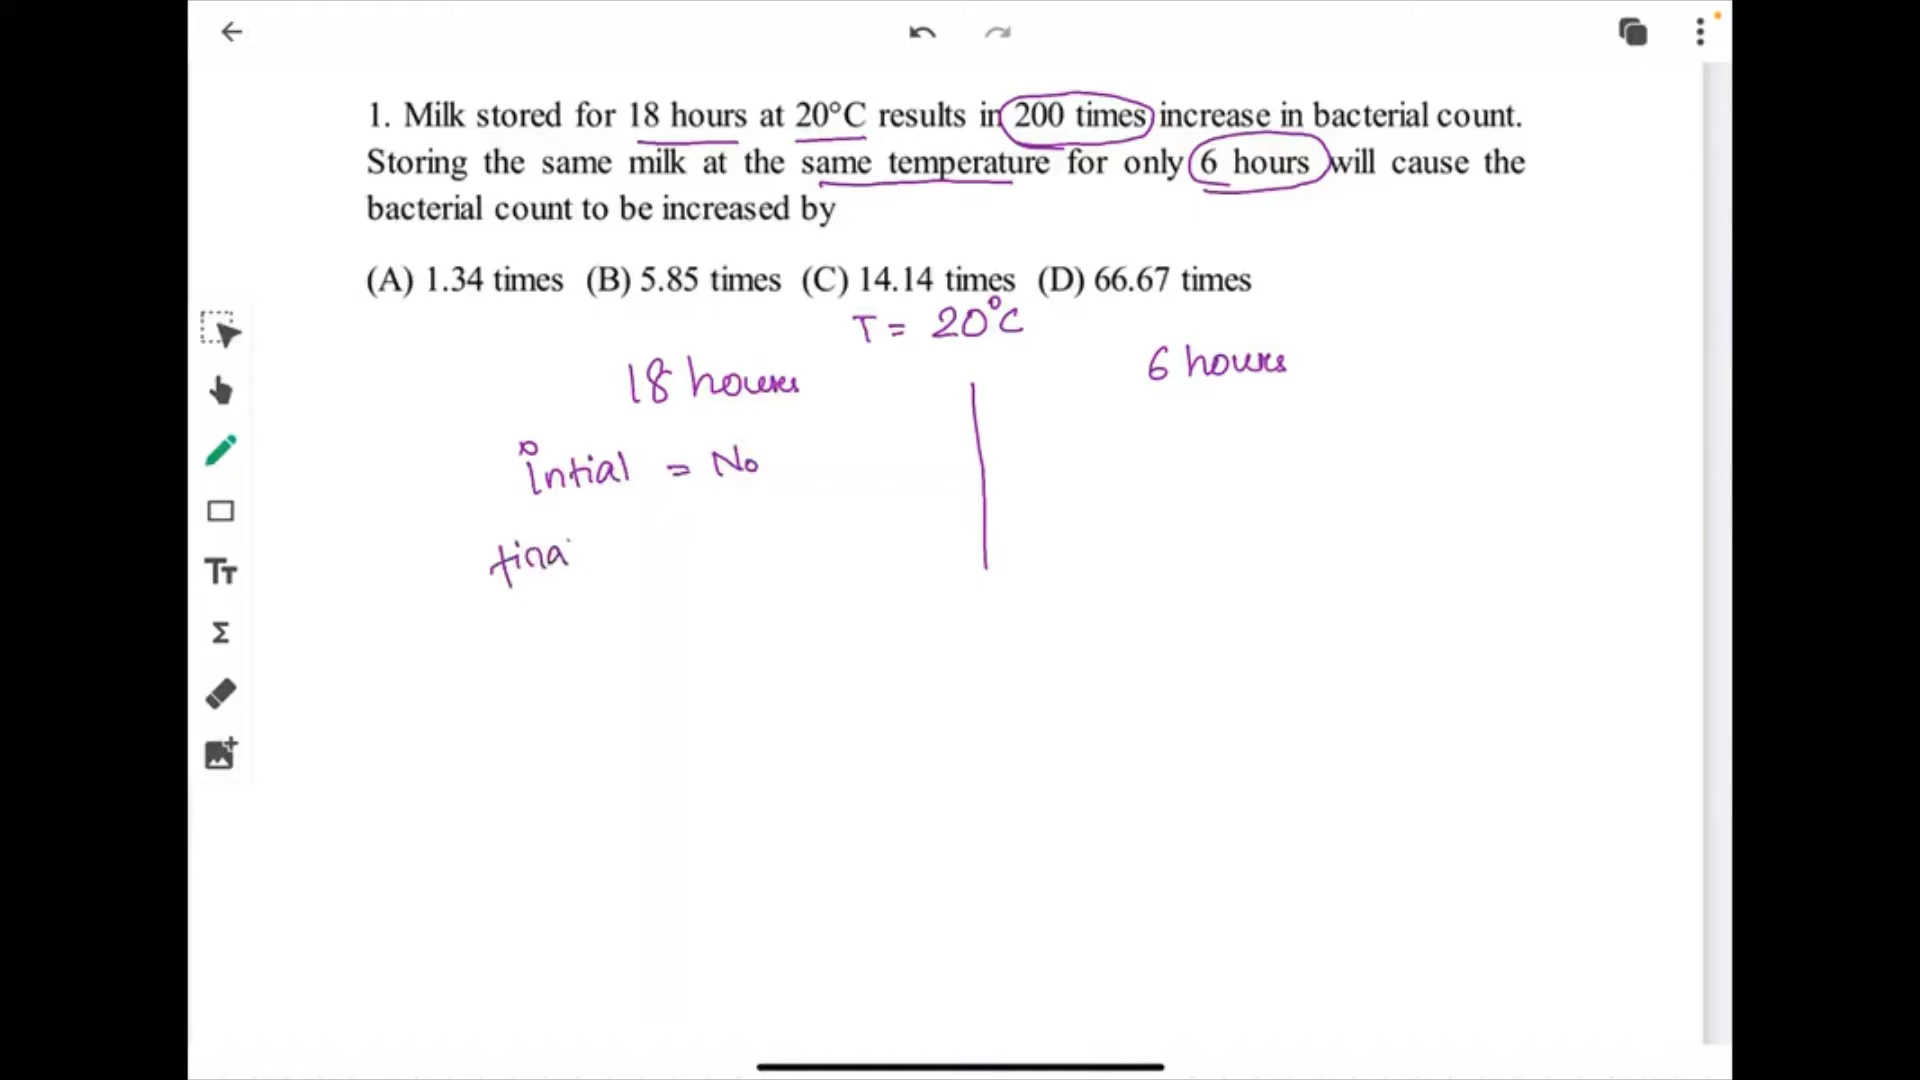 1. Milk stored for 18 hours at 20°C results in 200 times increase in bacterial count.
Storing the same milk at the same temperature for only 6 hours will cause the
bacterial count to be increased by
(A) 1.34 times (B) 5.85 times (C) 14.14 times (D) 66.67 times
T = 20°C
18 hours
6 hours
intial = No
fina
TT
Σ